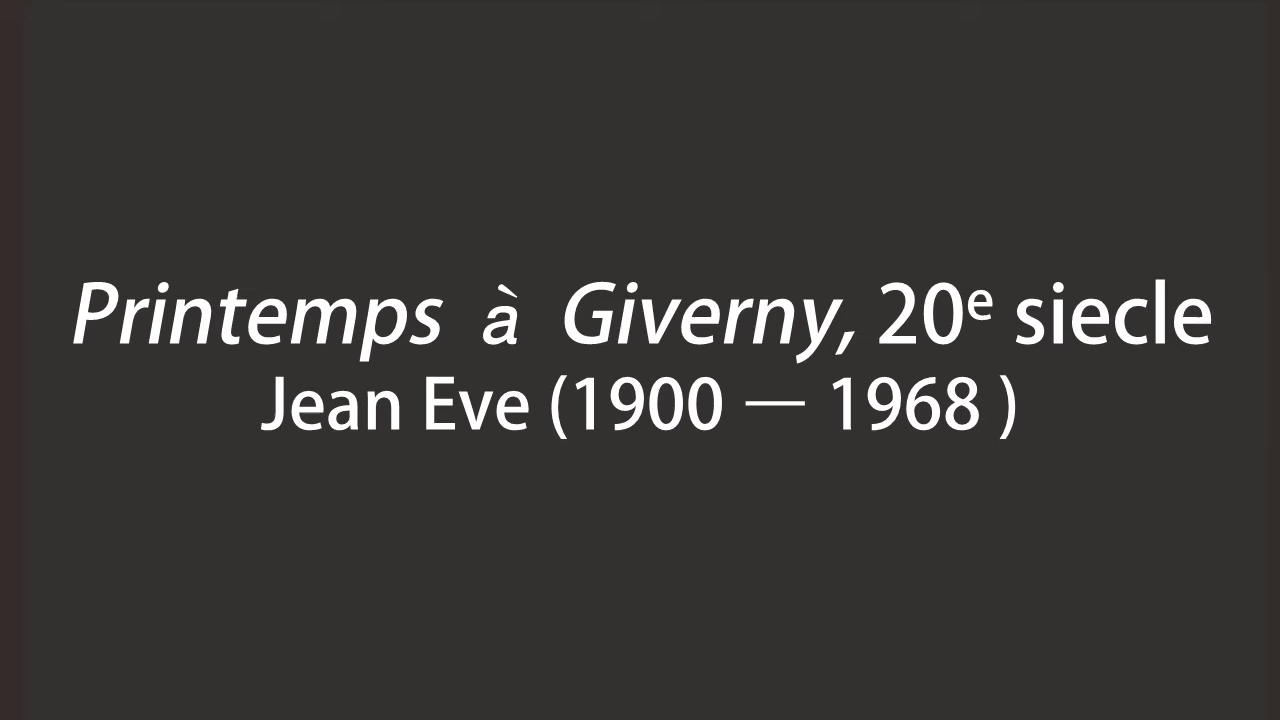 Printemps à Giverny, 20e siecle
Jean Eve (1900 — 1968 )